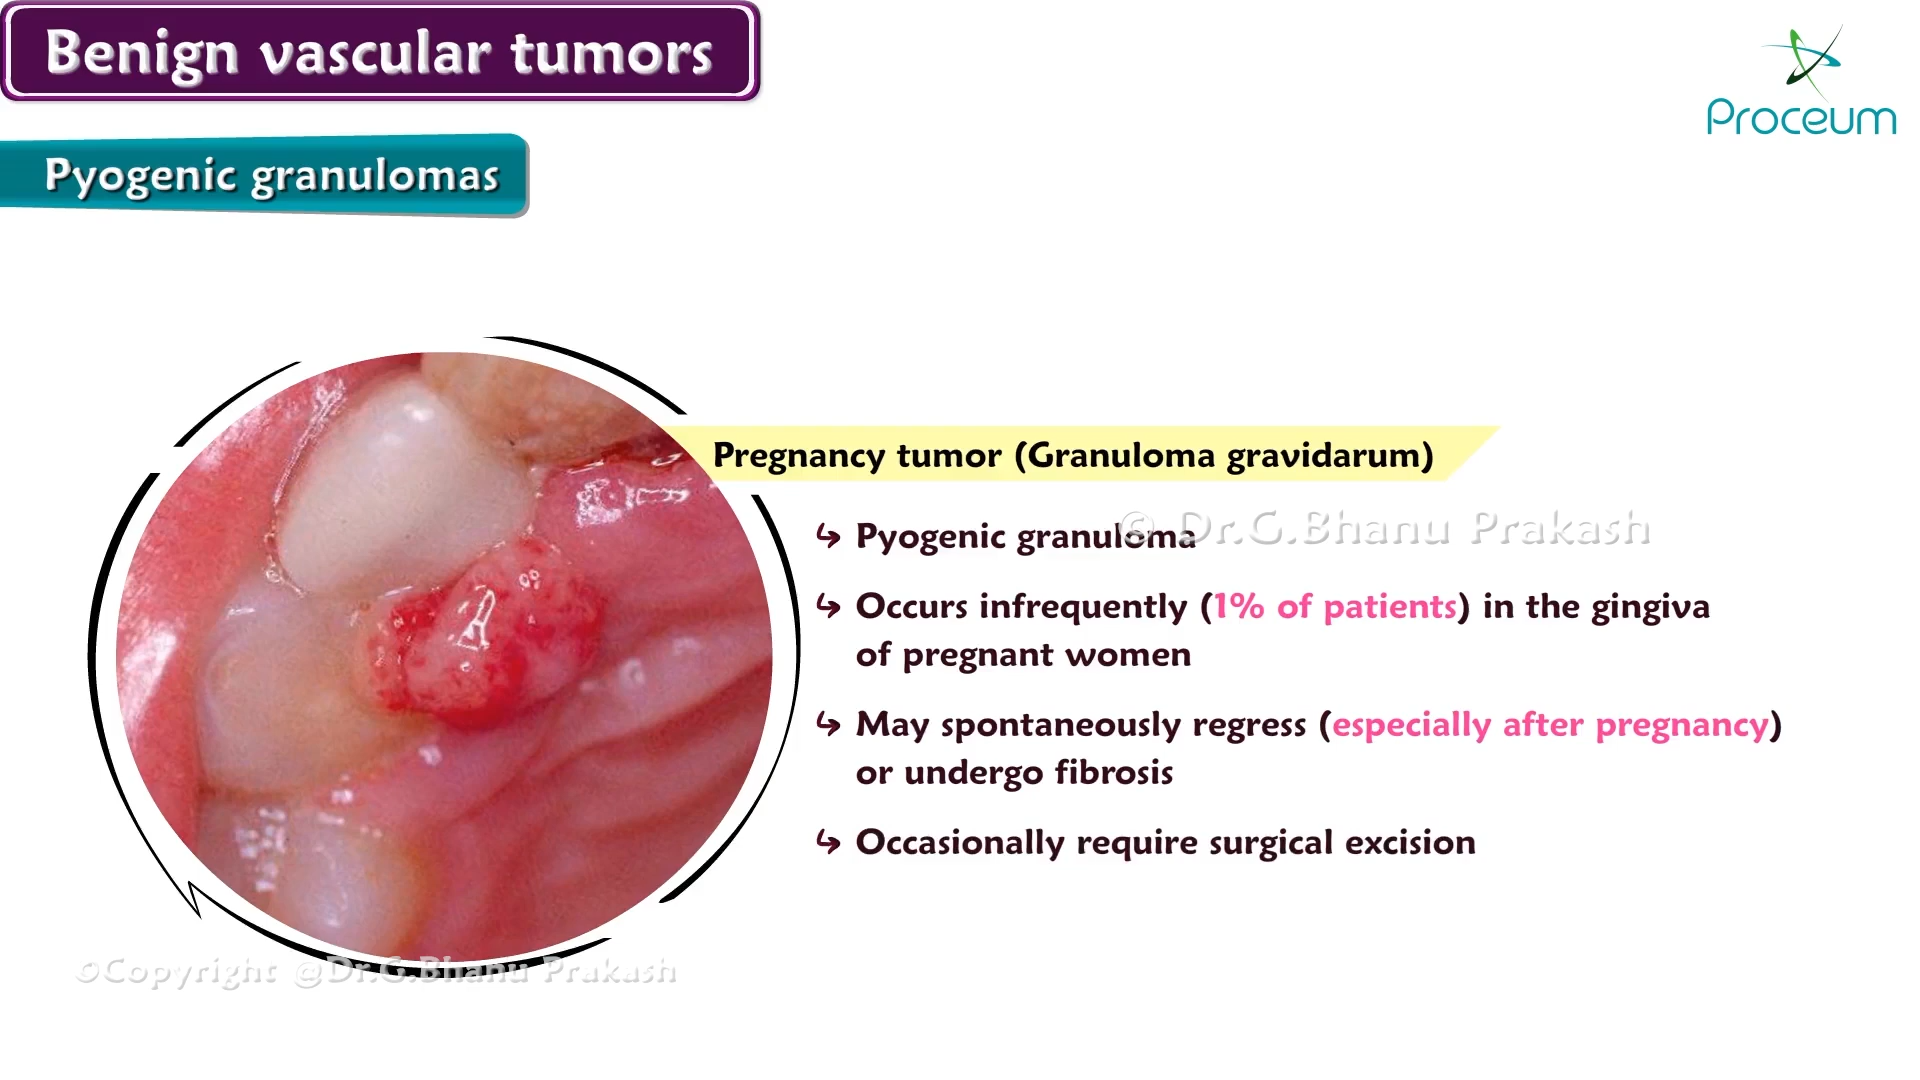 Benign vascular tumors
Proceum
Pyogenic granulomas
Pregnancy tumor (Granuloma gravidarum)
↳ Pyogenic granuloma
© Dr.G.Bhanu Prakash
↳ Occurs infrequently (1% of patients) in the gingiva
of pregnant women
↳ May spontaneously regress (especially after pregnancy)
or undergo fibrosis
↳ Occasionally require surgical excision
©Copyright @Dr.G.Bhanu Prakash